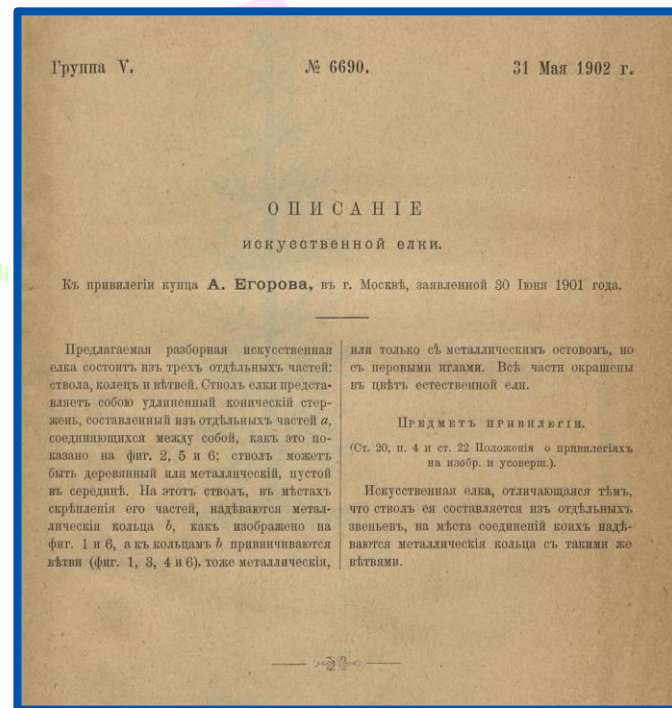 Группа V.
№ 6690.
31 Мая 1902 г.
ОПИСАНІЕ
искусственной елки.
Къ привилегіи купца А. Егорова, въ г. Москвѣ, заявленной 30 Іюня 1901 года.
Предлагаемая разборная искусственная
елка состоитъ изъ трехъ отдѣльныхъ частей:
ствола, колецъ и вѣтвей. Стволъ елки предста-
вляетъ собою удлиненный коническій стер-
жень, составленный изъ отдѣльныхъ частей a,
соединяющихся между собой, какъ это по-
казано на фиг. 2, 5 и 6; стволъ можетъ
быть деревянный или металлическій, пустой
въ серединѣ. На этотъ стволъ, въ мѣстахъ
скрѣпленія его частей, надѣваются метал-
лическія кольца b, какъ изображено на
фиг. 1 и 6, а къ кольцамъ b привинчиваются
вѣтви (фиг. 1, 3, 4 и 6), тоже металлическія,
или только съ металлическимъ остовомъ, но
съ перовыми иглами. Всѣ части окрашены
въ цвѣтъ естественной ели.
Предметъ привилегіи.
(Ст. 20, п. 4 и ст. 22 Положенія о привилегіяхъ
на изобр. и усоверш.).
Искусственная елка, отличающаяся тѣмъ,
что стволъ ея составляется изъ отдѣльныхъ
звеньевъ, на мѣста соединеній коихъ надѣ-
ваются металлическія кольца съ такими же
вѣтвями.